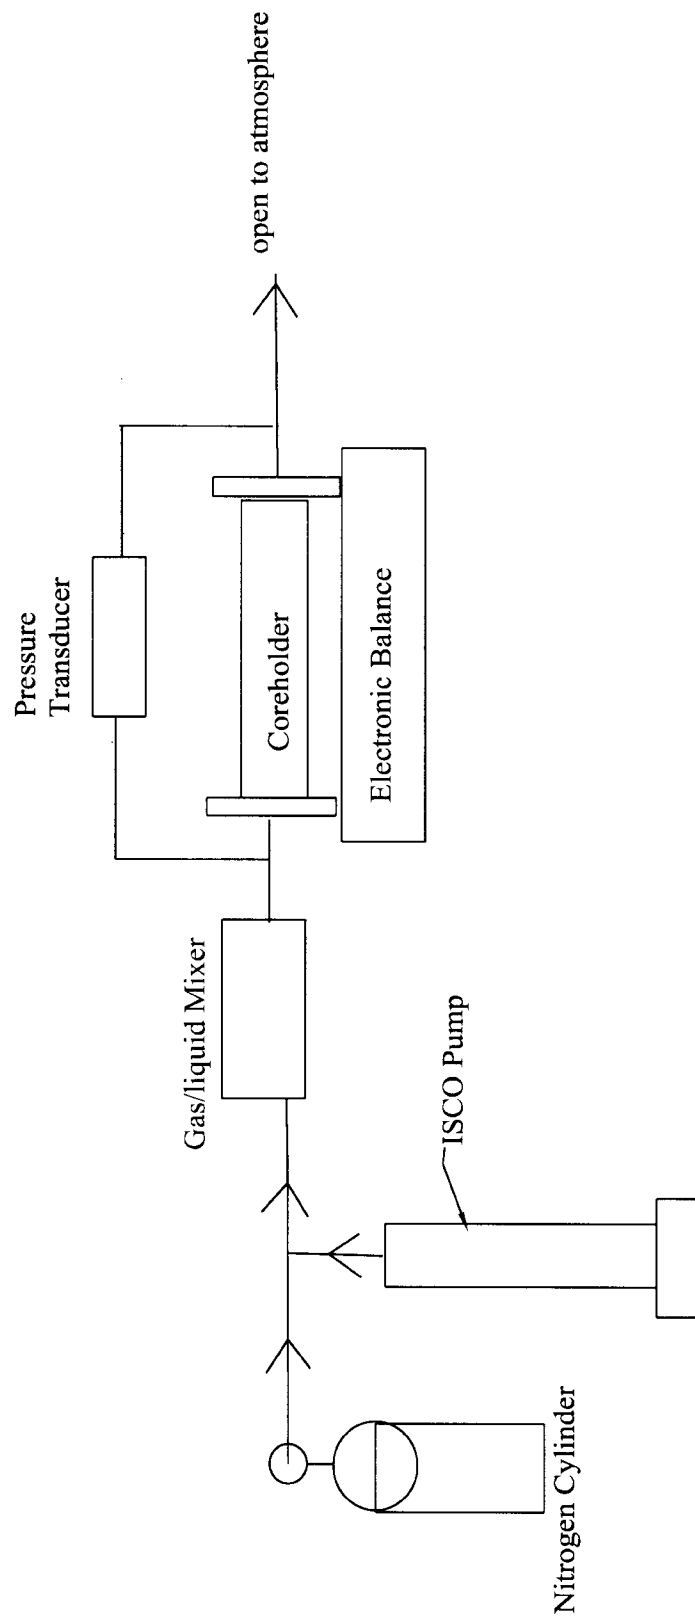 open to atmosphere
Pressure
Transducer
Coreholder
Electronic Balance
Gas/liquid Mixer
ISCO Pump
Nitrogen Cylinder